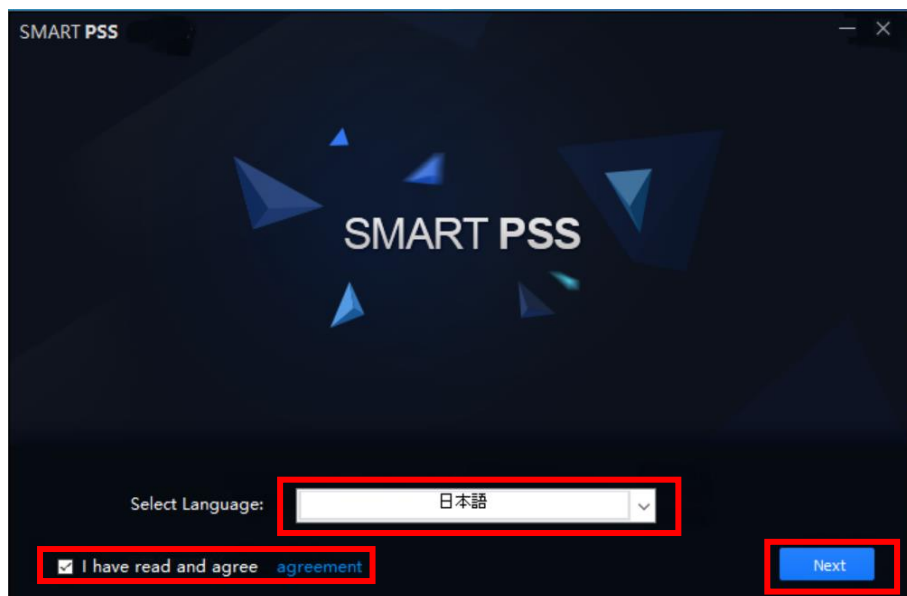 SMART PSS
SMART PSS
Select Language:
日本語
I have read and agree agreement
Next